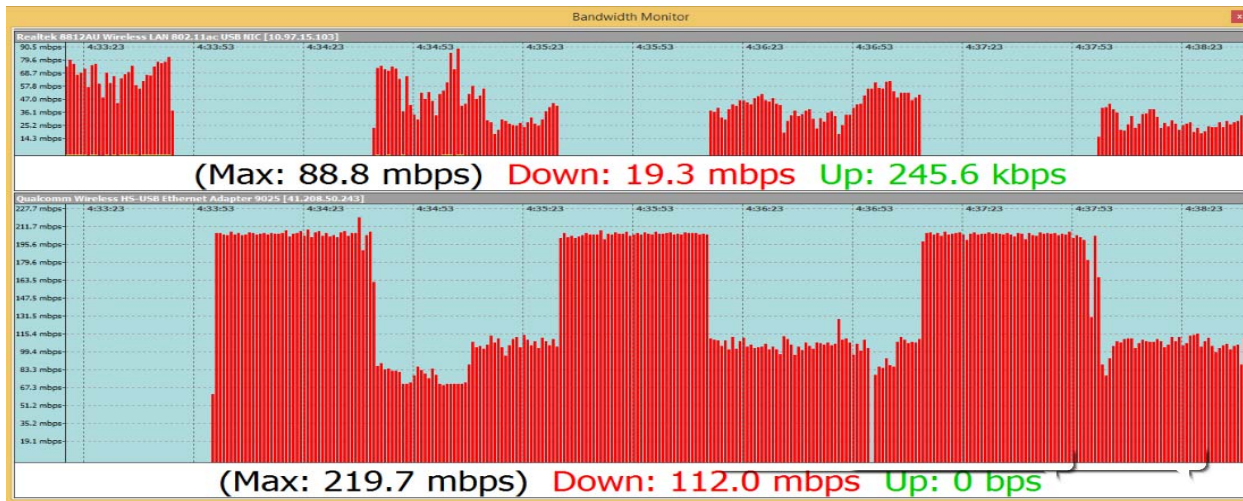 Bandwidth Monitor
x
Realtek 8812AU Wireless LAN 802.11ac USB NIC [10.97.15.103]
90.5 mbps 4:33:23 4:33:53 4:34:23 4:34:53 4:35:23 4:35:53 4:36:23 4:36:53 4:37:23 4:37:53 4:38:23
79.6 mbps
68.7 mbps
57.8 mbps
47.0 mbps
36.1 mbps
25.2 mbps
14.3 mbps
(Max: 88.8 mbps) Down: 19.3 mbps Up: 245.6 kbps
Qualcomm Wireless HS-USB Ethernet Adapter 9025 [41.208.50.243]
227.7 mbps 4:33:23 4:33:53 4:34:23 4:34:53 4:35:23 4:35:53 4:36:23 4:36:53 4:37:23 4:37:53 4:38:23
211.7 mbps
195.6 mbps
179.6 mbps
163.5 mbps
147.5 mbps
131.5 mbps
115.4 mbps
99.4 mbps
83.3 mbps
67.3 mbps
51.2 mbps
35.2 mbps
19.1 mbps
(Max: 219.7 mbps) Down: 112.0 mbps Up: 0 bps